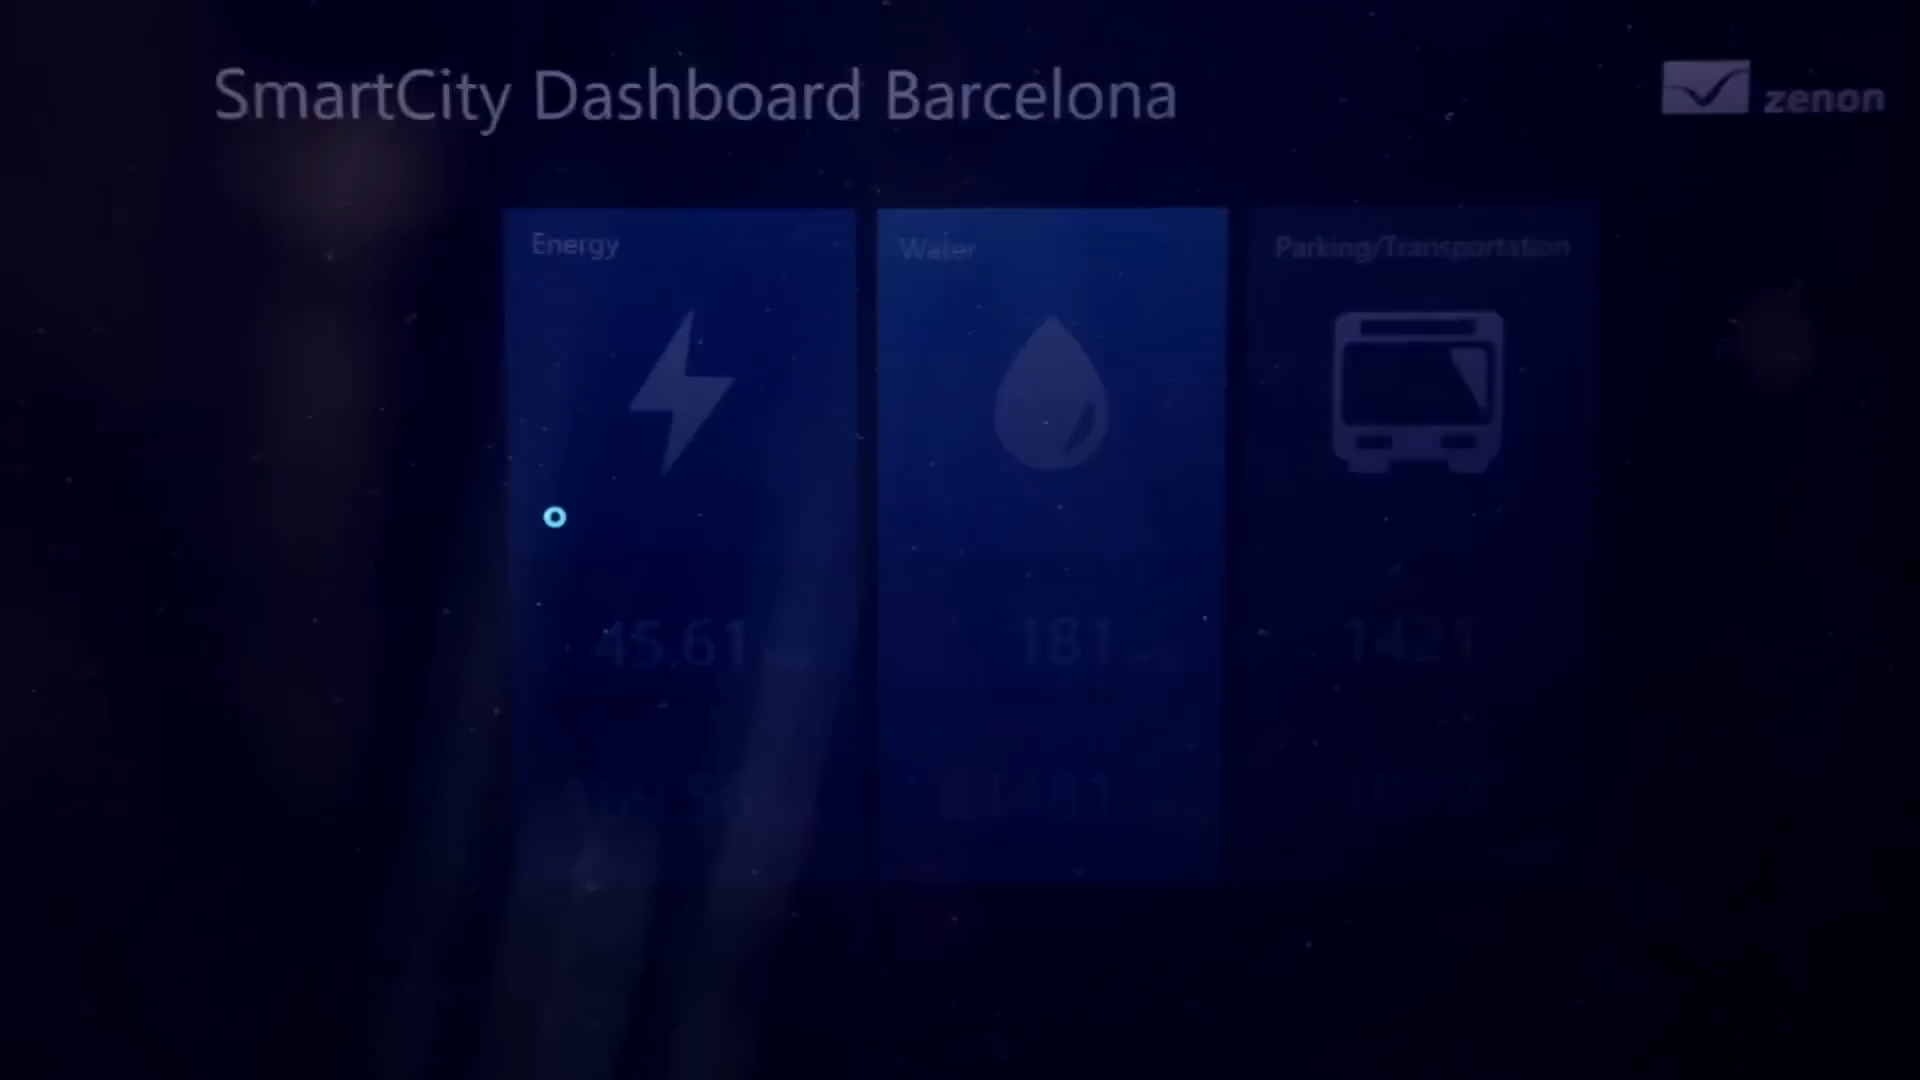 SmartCity Dashboard Barcelona
zenon
Energy
Water
Parking/Transportation
45.61
181
1421